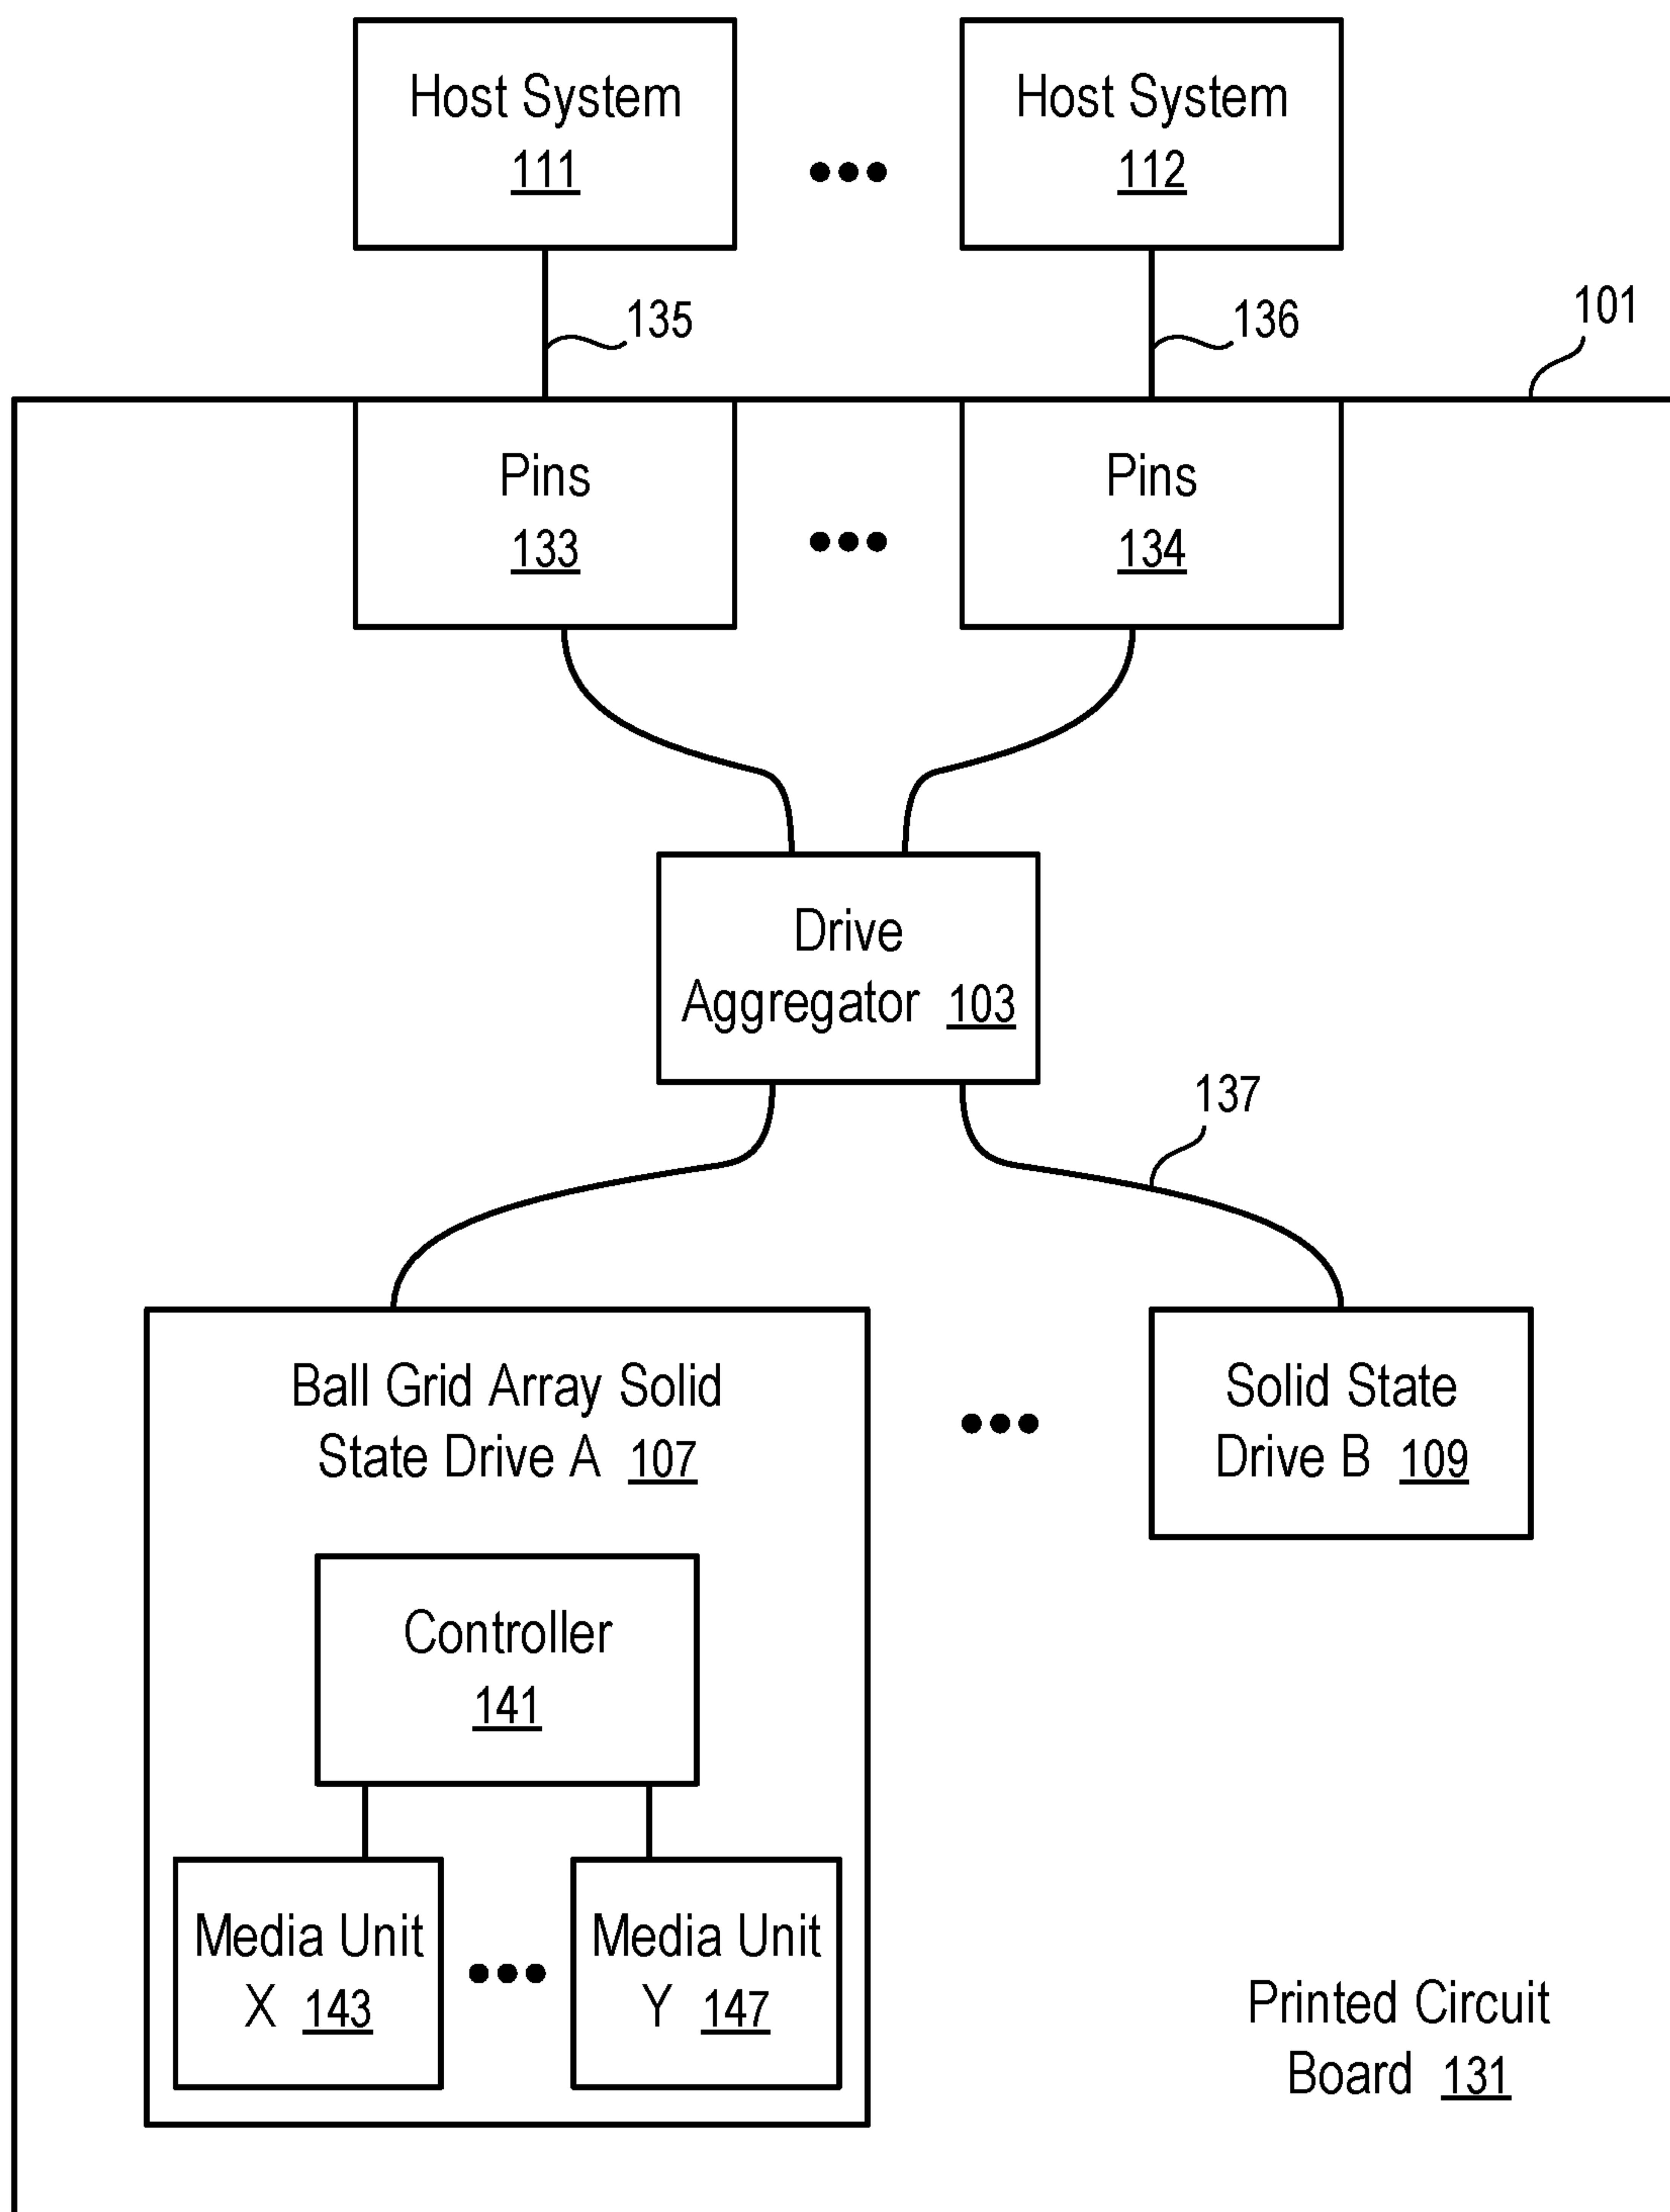 Host System
111
Host System
112
135
136
101
Pins
133
Pins
134
Drive
Aggregator 103
137
Ball Grid Array Solid
State Drive A 107
Solid State
Drive B 109
Controller
141
Media Unit
X 143
Media Unit
Y 147
Printed Circuit
Board 131